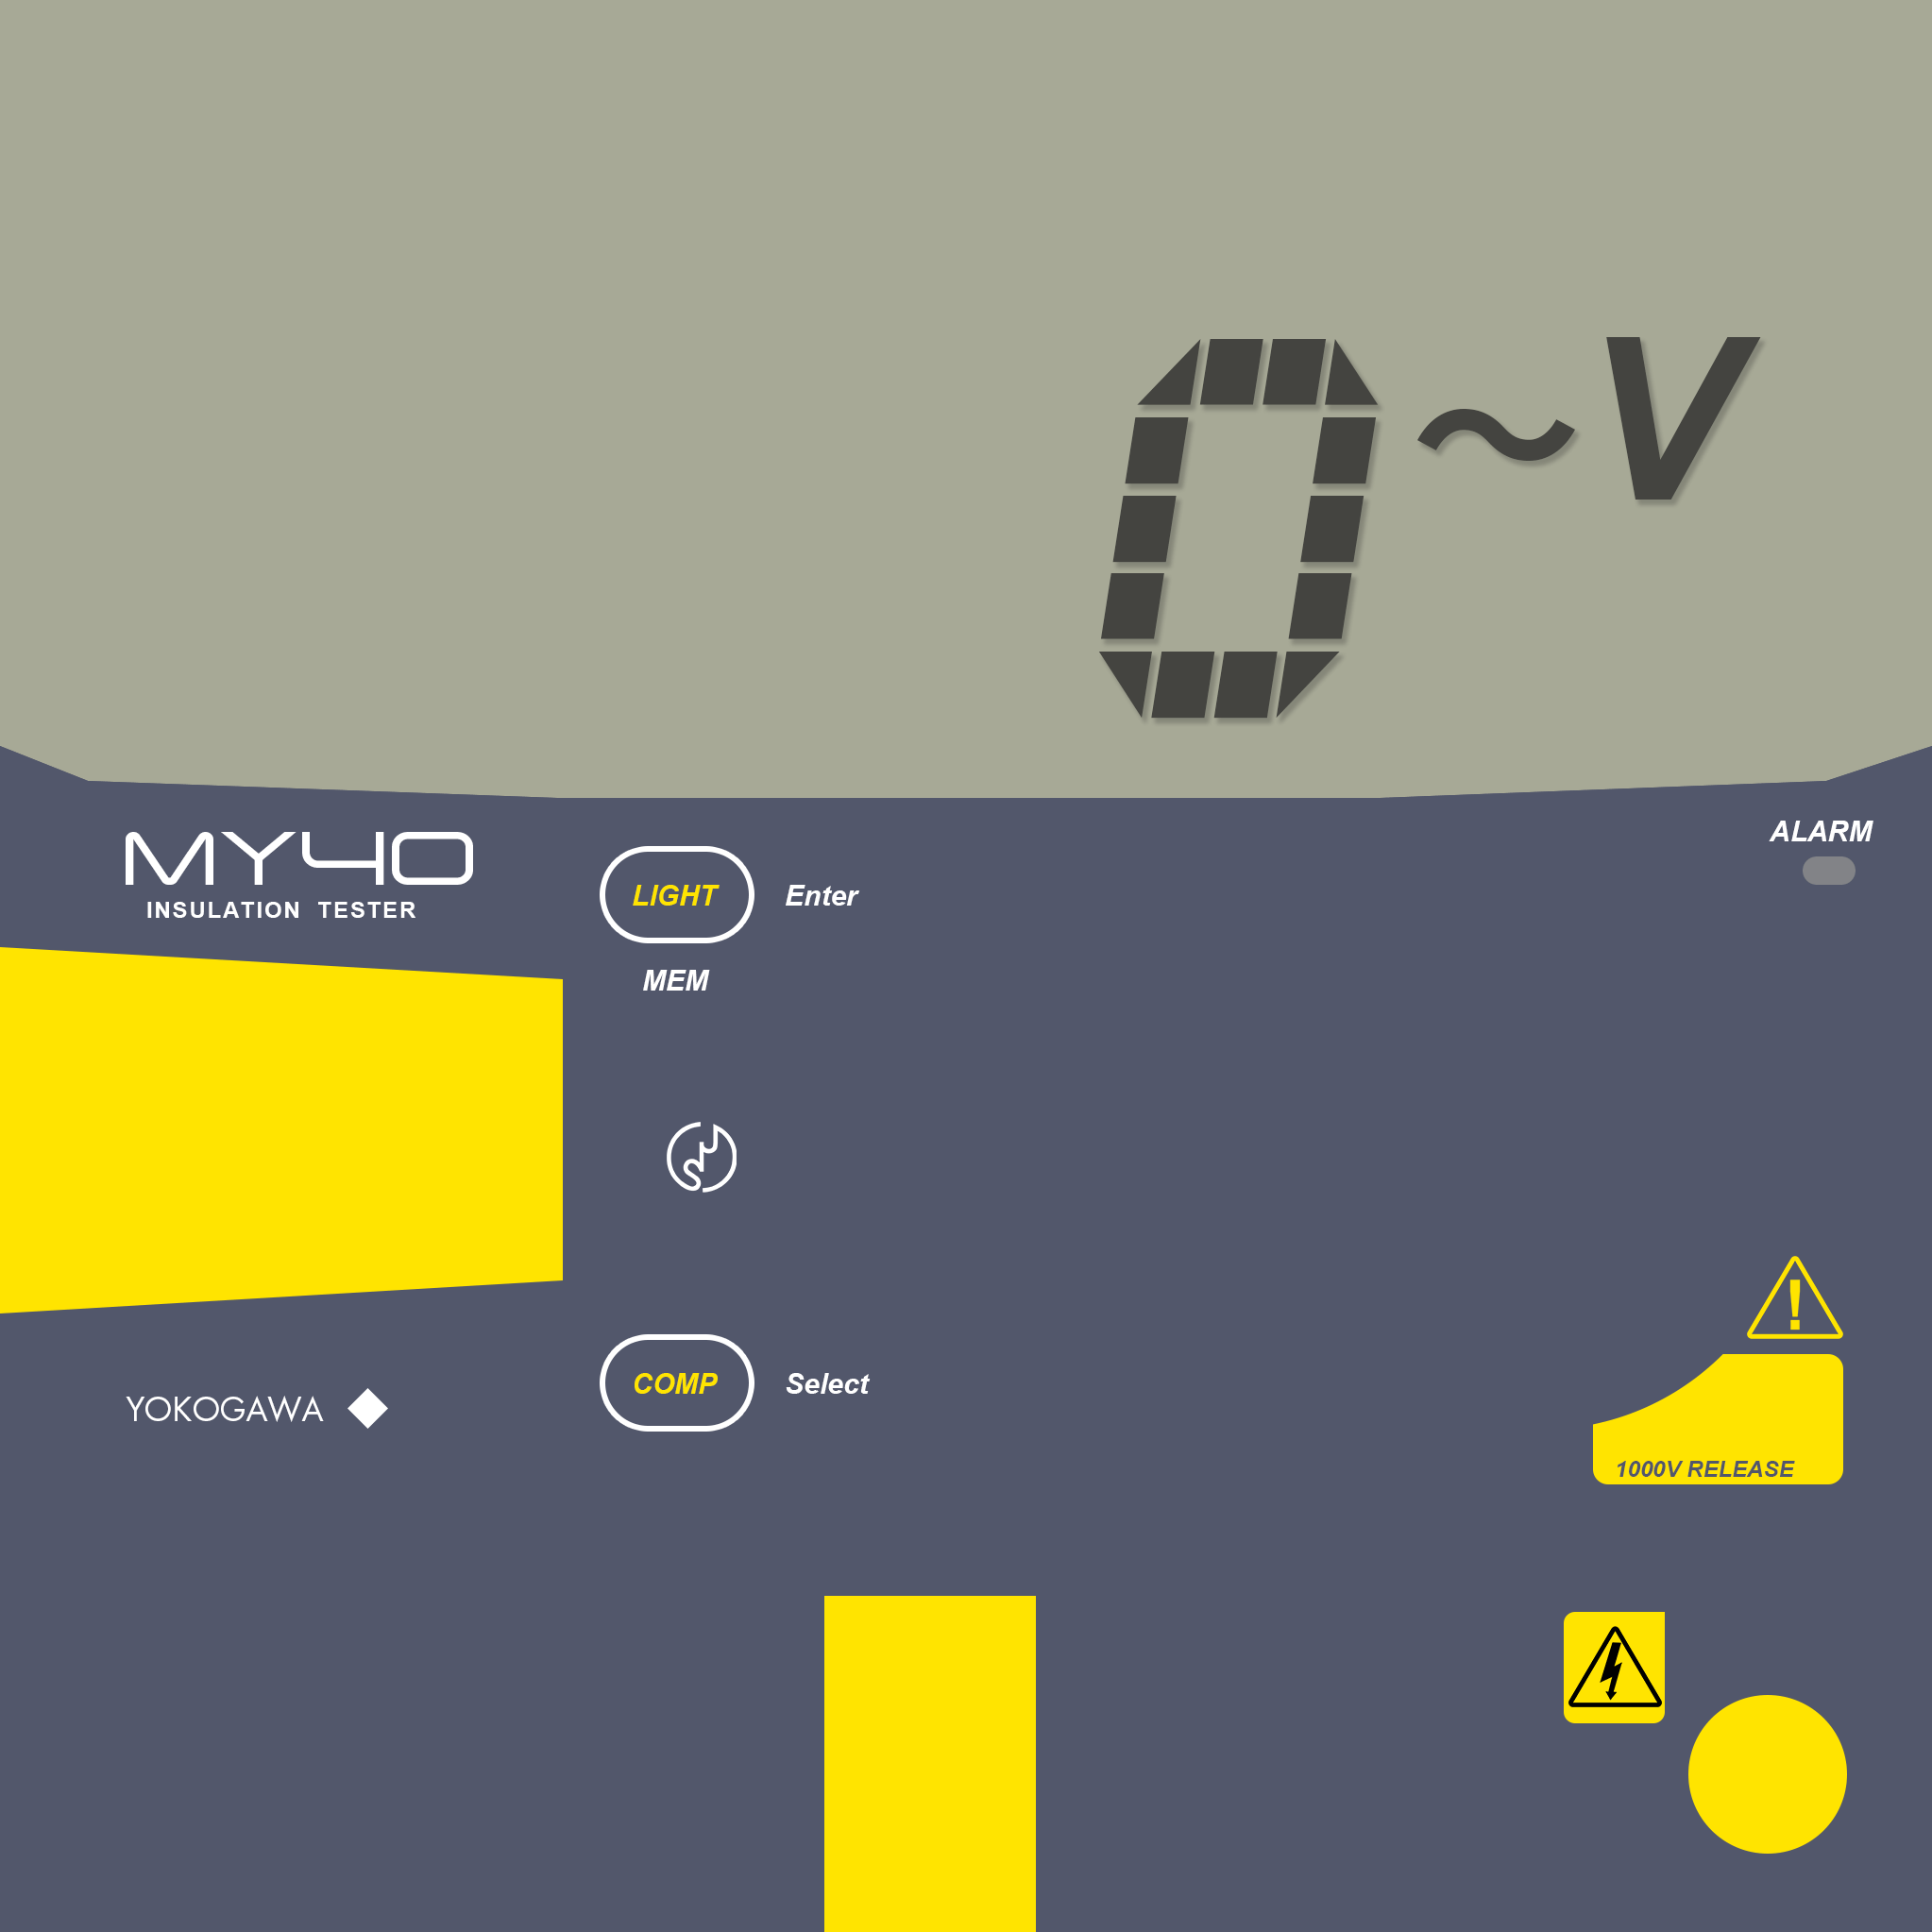 0 ~ V
MY40
INSULATION TESTER
ALARM
LIGHT
Enter
MEM
COMP
Select
YOKOGAWA
!
1000V RELEASE